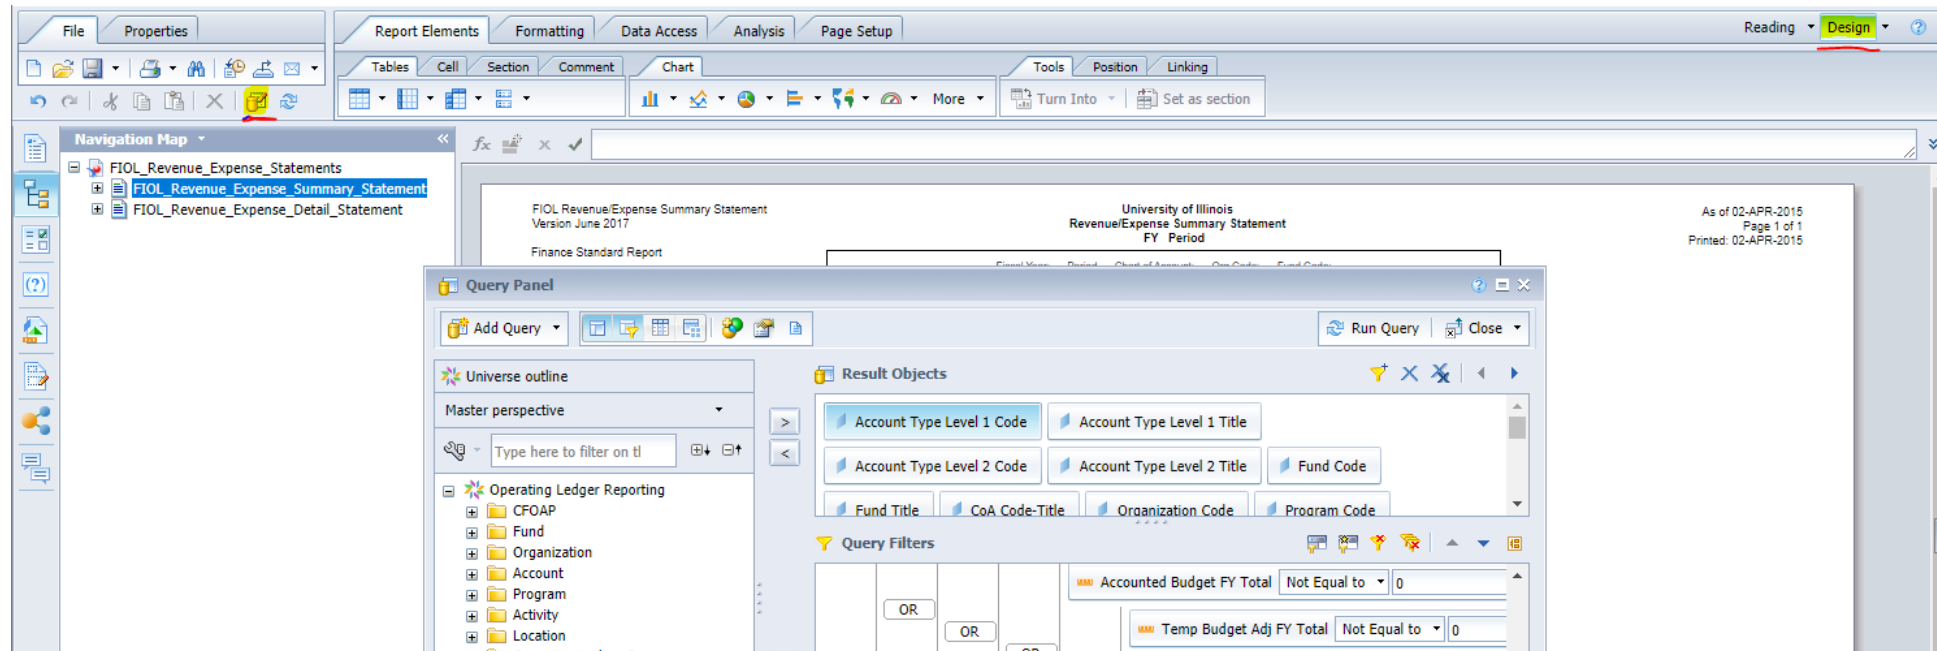 File Properties Report Elements Formatting Data Access Analysis Page Setup Reading Design
Tables Cell Section Comment Chart Tools Position Linking
More Turn Into Set as section
Navigation Map
FIOL_Revenue_Expense_Statements
FIOL_Revenue_Expense_Summary_Statement
FIOL_Revenue_Expense_Detail_Statement
fx
FIOL Revenue/Expense Summary Statement
Version June 2017
Finance Standard Report
University of Illinois
Revenue/Expense Summary Statement
FY Period
As of 02-APR-2015
Page 1 of 1
Printed: 02-APR-2015
Query Panel
Add Query Run Query Close
Universe outline
Master perspective
Type here to filter on tl
Operating Ledger Reporting
CFOAP
Fund
Organization
Account
Program
Activity
Location
Result Objects
Account Type Level 1 Code Account Type Level 1 Title
Account Type Level 2 Code Account Type Level 2 Title Fund Code
Fund Title CoA Code-Title Organization Code Program Code
Query Filters
Accounted Budget FY Total Not Equal to 0
OR
OR Temp Budget Adj FY Total Not Equal to 0
OR